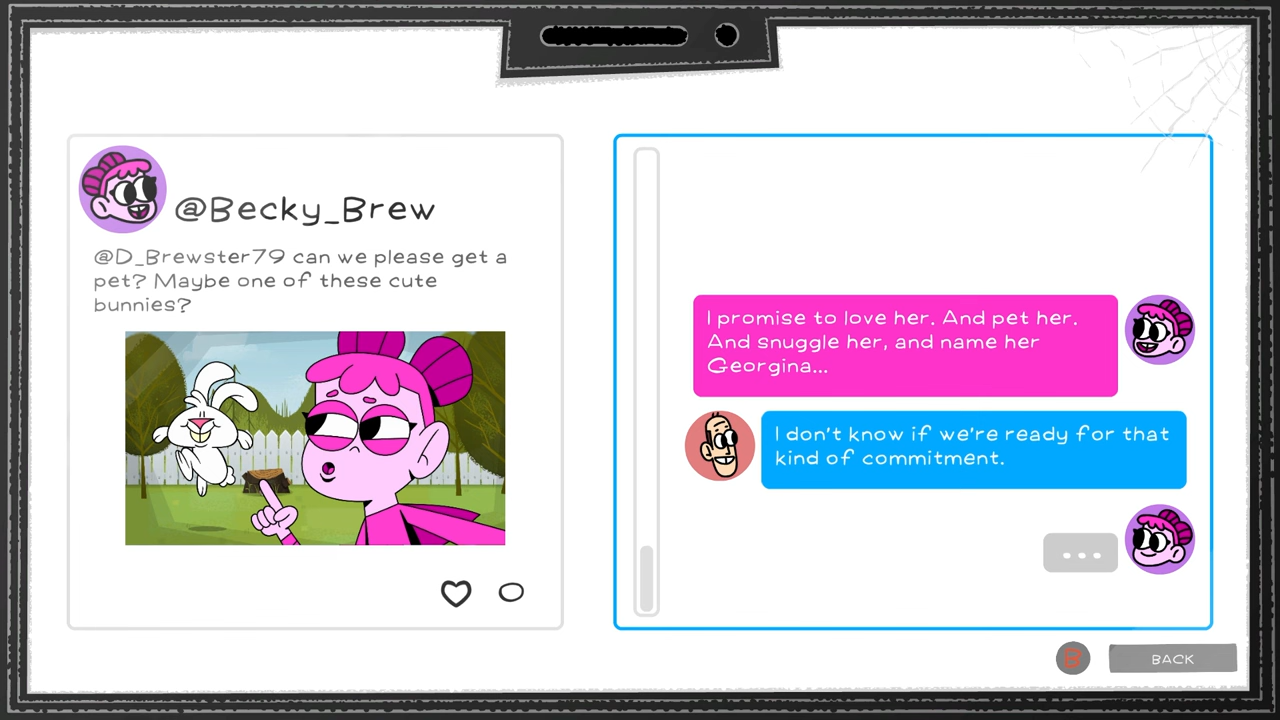 @Becky_Brew
@D_Brewster79 can we please get a
pet? Maybe one of these cute
bunnies?
I promise to love her. And pet her.
And snuggle her, and name her
Georgina...
I don't know if we're ready for that
kind of commitment.
...
B
BACK